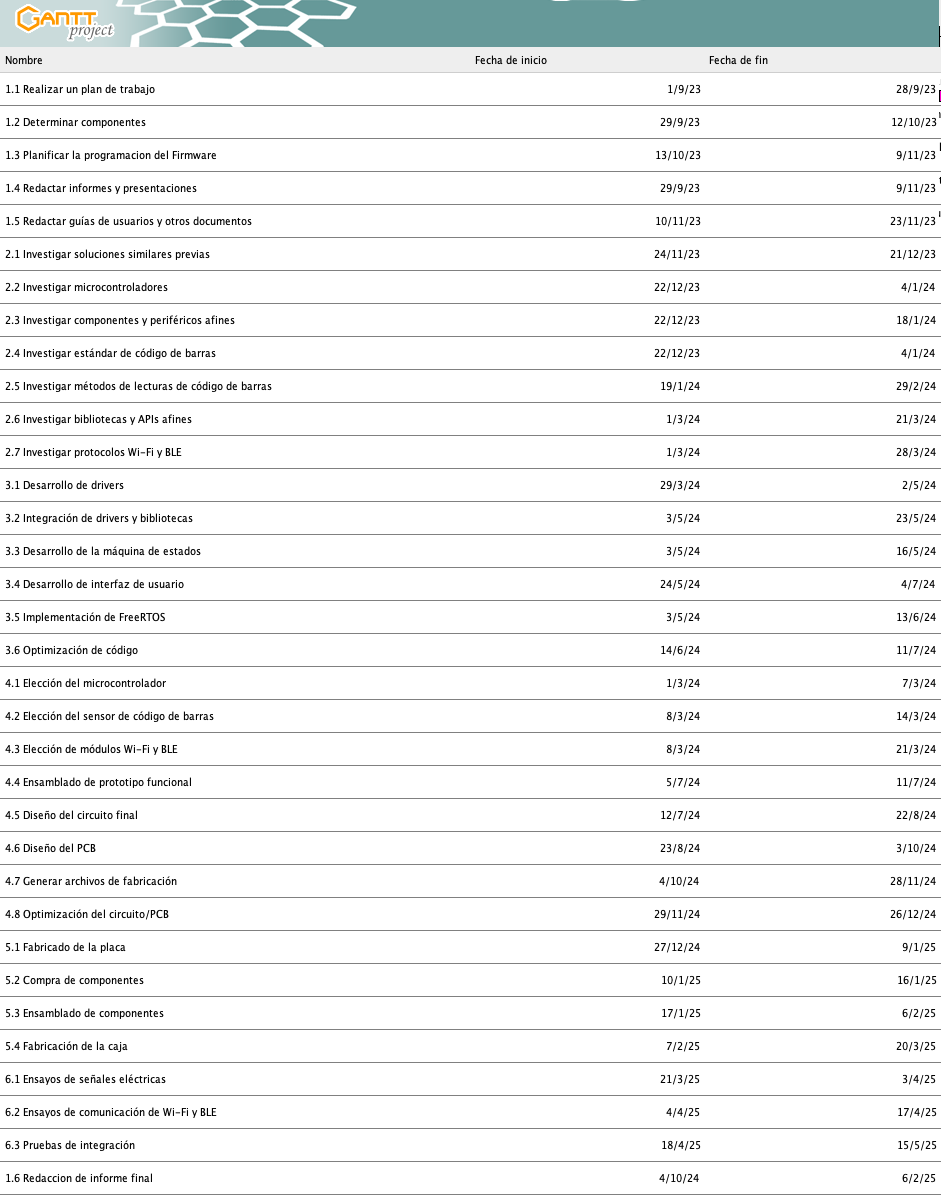 GANTT
project
Nombre Fecha de inicio Fecha de fin
1.1 Realizar un plan de trabajo 1/9/23 28/9/23
1.2 Determinar componentes 29/9/23 12/10/23
1.3 Planificar la programacion del Firmware 13/10/23 9/11/23
1.4 Redactar informes y presentaciones 29/9/23 9/11/23
1.5 Redactar guías de usuarios y otros documentos 10/11/23 23/11/23
2.1 Investigar soluciones similares previas 24/11/23 21/12/23
2.2 Investigar microcontroladores 22/12/23 4/1/24
2.3 Investigar componentes y periféricos afines 22/12/23 18/1/24
2.4 Investigar estándar de código de barras 22/12/23 4/1/24
2.5 Investigar métodos de lecturas de código de barras 19/1/24 29/2/24
2.6 Investigar bibliotecas y APIs afines 1/3/24 21/3/24
2.7 Investigar protocolos Wi-Fi y BLE 1/3/24 28/3/24
3.1 Desarrollo de drivers 29/3/24 2/5/24
3.2 Integración de drivers y bibliotecas 3/5/24 23/5/24
3.3 Desarrollo de la máquina de estados 3/5/24 16/5/24
3.4 Desarrollo de interfaz de usuario 24/5/24 4/7/24
3.5 Implementación de FreeRTOS 3/5/24 13/6/24
3.6 Optimización de código 14/6/24 11/7/24
4.1 Elección del microcontrolador 1/3/24 7/3/24
4.2 Elección del sensor de código de barras 8/3/24 14/3/24
4.3 Elección de módulos Wi-Fi y BLE 8/3/24 21/3/24
4.4 Ensamblado de prototipo funcional 5/7/24 11/7/24
4.5 Diseño del circuito final 12/7/24 22/8/24
4.6 Diseño del PCB 23/8/24 3/10/24
4.7 Generar archivos de fabricación 4/10/24 28/11/24
4.8 Optimización del circuito/PCB 29/11/24 26/12/24
5.1 Fabricado de la placa 27/12/24 9/1/25
5.2 Compra de componentes 10/1/25 16/1/25
5.3 Ensamblado de componentes 17/1/25 6/2/25
5.4 Fabricación de la caja 7/2/25 20/3/25
6.1 Ensayos de señales eléctricas 21/3/25 3/4/25
6.2 Ensayos de comunicación de Wi-Fi y BLE 4/4/25 17/4/25
6.3 Pruebas de integración 18/4/25 15/5/25
1.6 Redaccion de informe final 4/10/24 6/2/25